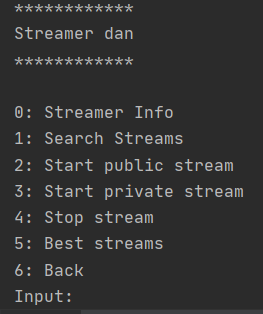 ************
Streamer dan
************
0: Streamer Info
1: Search Streams
2: Start public stream
3: Start private stream
4: Stop stream
5: Best streams
6: Back
Input: